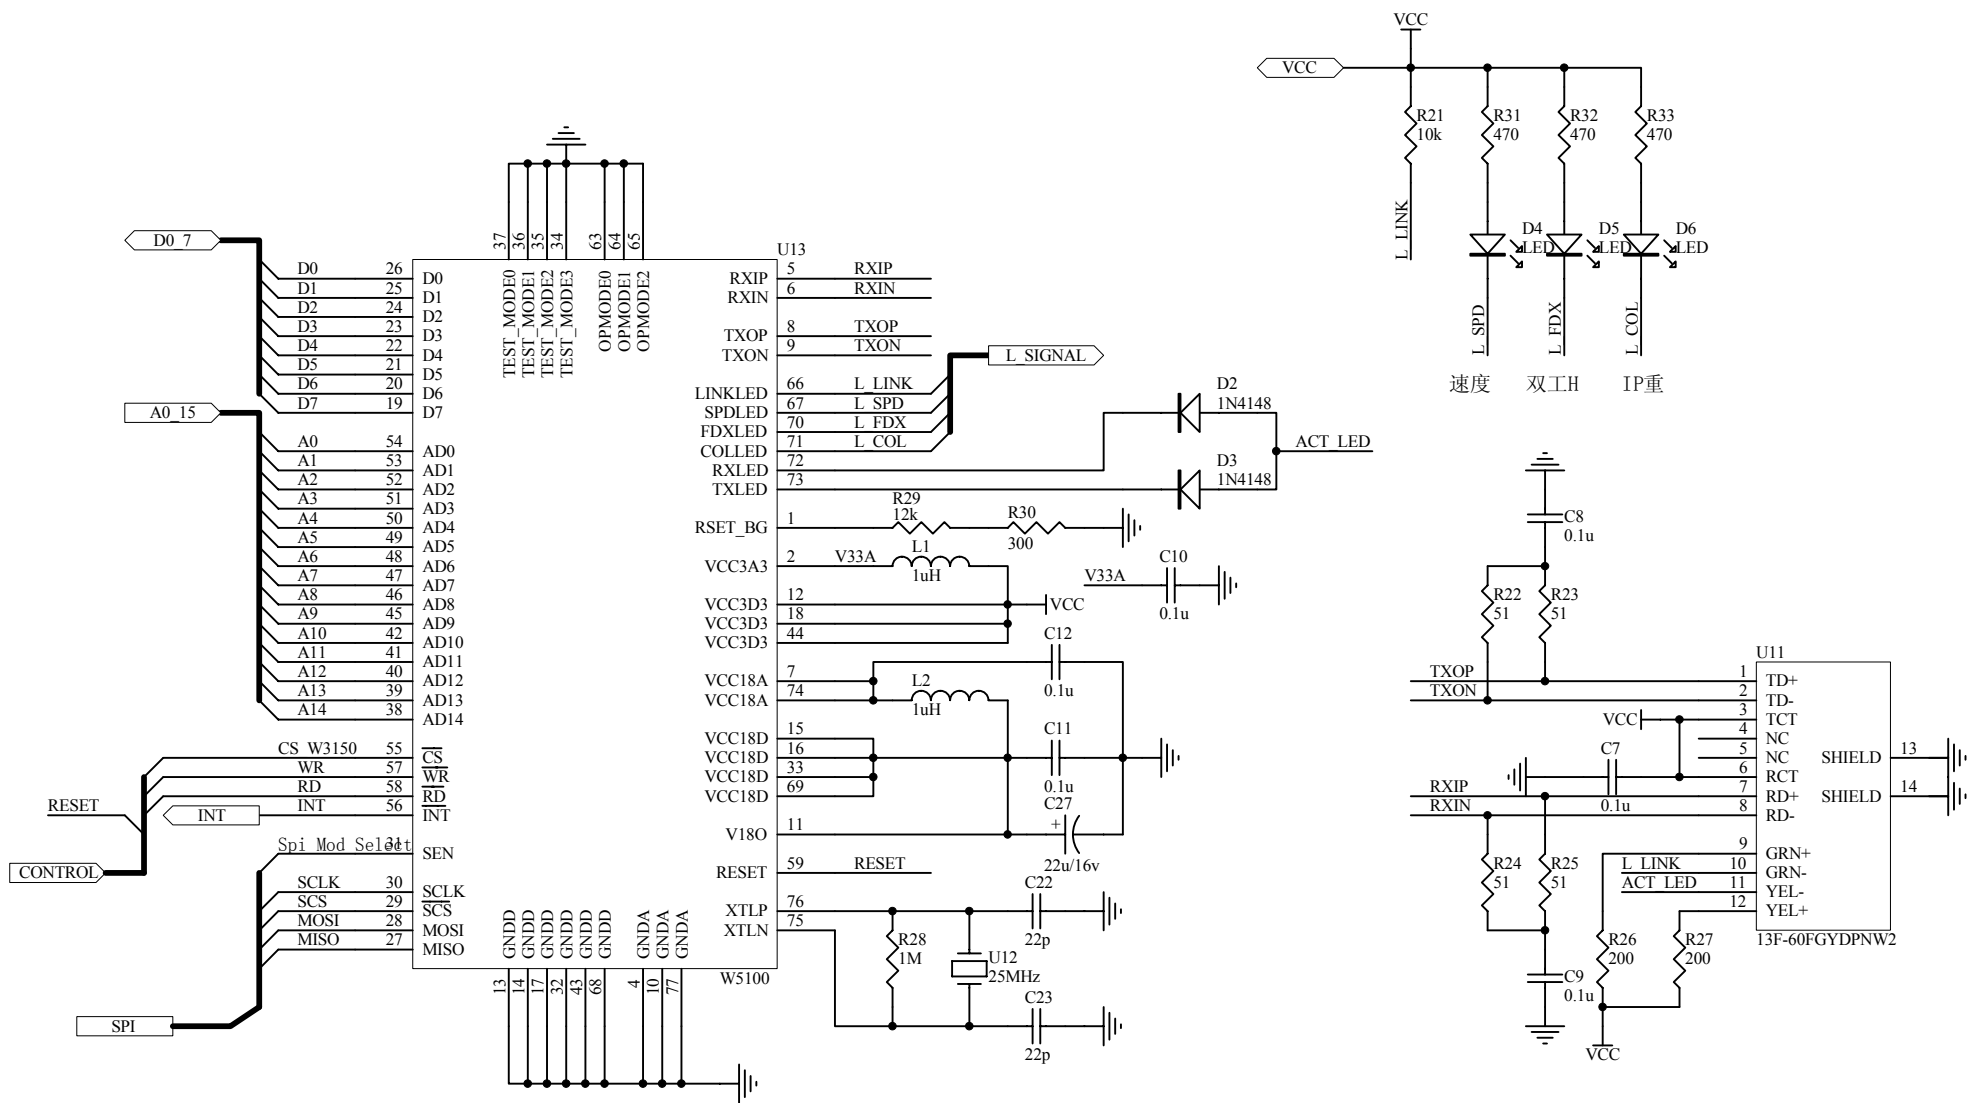 VCC
VCC
R21
10k
R31
470
R32
470
R33
470
L_LINK
D4
LED
D5
LED
D6
LED
L_SPD
L_FDX
L_COL
速度
双工H
IP重
D0_7
A0_15
D0 26 D0
D1 25 D1
D2 24 D2
D3 23 D3
D4 22 D4
D5 21 D5
D6 20 D6
D7 19 D7
A0 54 AD0
A1 53 AD1
A2 52 AD2
A3 51 AD3
A4 50 AD4
A5 49 AD5
A6 48 AD6
A7 47 AD7
A8 46 AD8
A9 45 AD9
A10 42 AD10
A11 41 AD11
A12 40 AD12
A13 39 AD13
A14 38 AD14
CS_W3150 55 CS
WR 57 WR
RD 58 RD
INT 56 INT
RESET
INT
CONTROL
Spi Mod Select 31 SEN
SCLK 30 SCLK
SCS 29 SCS
MOSI 28 MOSI
MISO 27 MISO
SPI
37 TEST_MODE0
36 TEST_MODE1
35 TEST_MODE2
34 TEST_MODE3
63 OPMODE0
64 OPMODE1
65 OPMODE2
U13
RXIP 5 RXIP
RXIN 6 RXIN
TXOP 8 TXOP
TXON 9 TXON
LINKLED 66 L_LINK
SPDLED 67 L_SPD
FDXLED 70 L_FDX
COLLED 71 L_COL
RXLED 72
TXLED 73
L_SIGNAL
D2
1N4148
D3
1N4148
ACT_LED
RSET_BG 1
R29
12k
R30
300
VCC3A3 2 V33A
L1
1uH
V33A
C10
0.1u
VCC3D3 12
VCC3D3 18
VCC3D3 44
VCC
VCC18A 7
VCC18A 74
C12
0.1u
L2
1uH
VCC18D 15
VCC18D 16
VCC18D 33
VCC18D 69
C11
0.1u
V18O 11
C27
+
22u/16v
RESET 59 RESET
XTLP 76
XTLN 75
C22
22p
R28
1M
U12
25MHz
C23
22p
GNDD 13
GNDD 14
GNDD 17
GNDD 32
GNDD 43
GNDD 68
GNDA 4
GNDA 10
GNDA 77
W5100
C8
0.1u
R22
51
R23
51
U11
TXOP 1 TD+
TXON 2 TD-
VCC 3 TCT
4 NC
5 NC
6 RCT
RXIP 7 RD+
RXIN 8 RD-
C7
0.1u
9 GRN+
L_LINK 10 GRN-
ACT_LED 11 YEL-
12 YEL+
SHIELD 13
SHIELD 14
13F-60FGYDPNW2
R24
51
R25
51
C9
0.1u
R26
200
R27
200
VCC